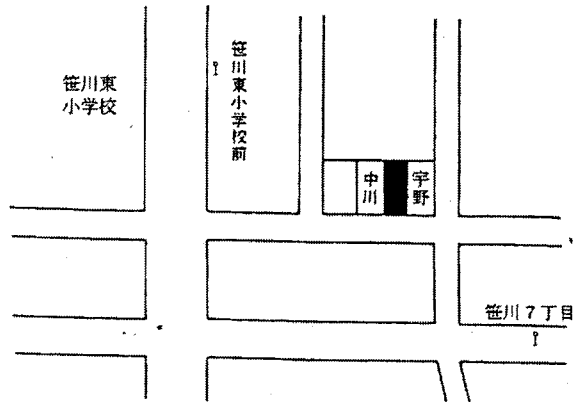 笹川東
小学校
笹川東小学校前
中川
宇野
笹川7丁目